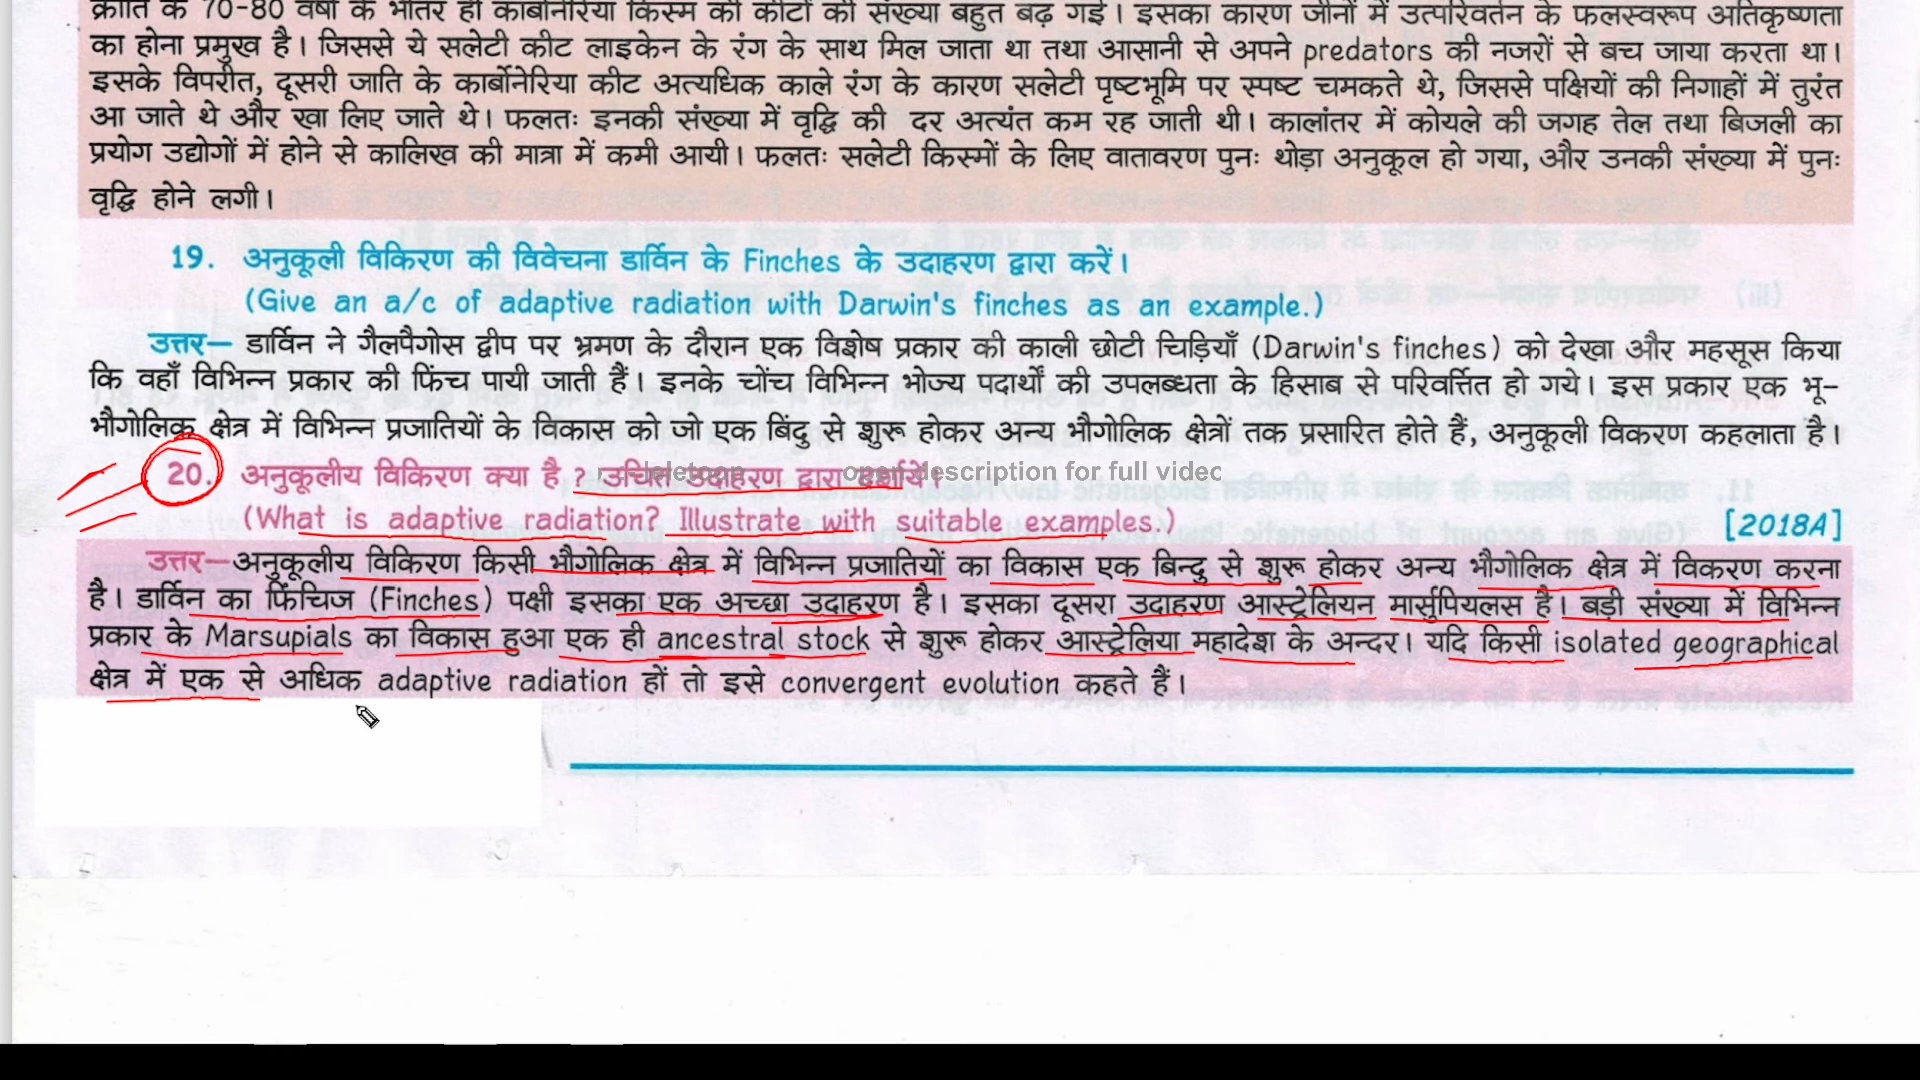 क्रांति के 70-80 वर्षों के भीतर ही कार्बोनेरिया किस्म की कीटों की संख्या बहुत बढ़ गई। इसका कारण जीनों में उत्परिवर्तन के फलस्वरूप अतिकृष्णता
का होना प्रमुख है। जिससे ये सलेटी कीट लाइकेन के रंग के साथ मिल जाता था तथा आसानी से अपने predators की नजरों से बच जाया करता था।
इसके विपरीत, दूसरी जाति के कार्बोनेरिया कीट अत्यधिक काले रंग के कारण सलेटी पृष्टभूमि पर स्पष्ट चमकते थे, जिससे पक्षियों की निगाहों में तुरंत
आ जाते थे और खा लिए जाते थे। फलतः इनकी संख्या में वृद्धि की दर अत्यंत कम रह जाती थी। कालांतर में कोयले की जगह तेल तथा बिजली का
प्रयोग उद्योगों में होने से कालिख की मात्रा में कमी आयी। फलतः सलेटी किस्मों के लिए वातावरण पुनः थोड़ा अनुकूल हो गया, और उनकी संख्या में पुनः
वृद्धि होने लगी।
19. अनुकूली विकिरण की विवेचना डार्विन के Finches के उदाहरण द्वारा करें।
(Give an a/c of adaptive radiation with Darwin's finches as an example.)
उत्तर— डार्विन ने गैलपैगोस द्वीप पर भ्रमण के दौरान एक विशेष प्रकार की काली छोटी चिड़ियाँ (Darwin's finches) को देखा और महसूस किया
कि वहाँ विभिन्न प्रकार की फिंच पायी जाती हैं। इनके चोंच विभिन्न भोज्य पदार्थों की उपलब्धता के हिसाब से परिवर्त्तित हो गये। इस प्रकार एक भू-
भौगोलिक क्षेत्र में विभिन्न प्रजातियों के विकास को जो एक बिंदु से शुरू होकर अन्य भौगोलिक क्षेत्रों तक प्रसारित होते हैं, अनुकूली विकरण कहलाता है।
20. अनुकूलीय विकिरण क्या है ? उचित उदाहरण द्वारा दर्शायें।
open description for full video
(What is adaptive radiation? Illustrate with suitable examples.) [2018A]
उत्तर—अनुकूलीय विकिरण किसी भौगोलिक क्षेत्र में विभिन्न प्रजातियों का विकास एक बिन्दु से शुरू होकर अन्य भौगोलिक क्षेत्र में विकरण करना
है। डार्विन का फिंचिज (Finches) पक्षी इसका एक अच्छा उदाहरण है। इसका दूसरा उदाहरण आस्ट्रेलियन मार्सुपियलस है। बड़ी संख्या में विभिन्न
प्रकार के Marsupials का विकास हुआ एक ही ancestral stock से शुरू होकर आस्ट्रेलिया महादेश के अन्दर। यदि किसी isolated geographical
क्षेत्र में एक से अधिक adaptive radiation हों तो इसे convergent evolution कहते हैं।